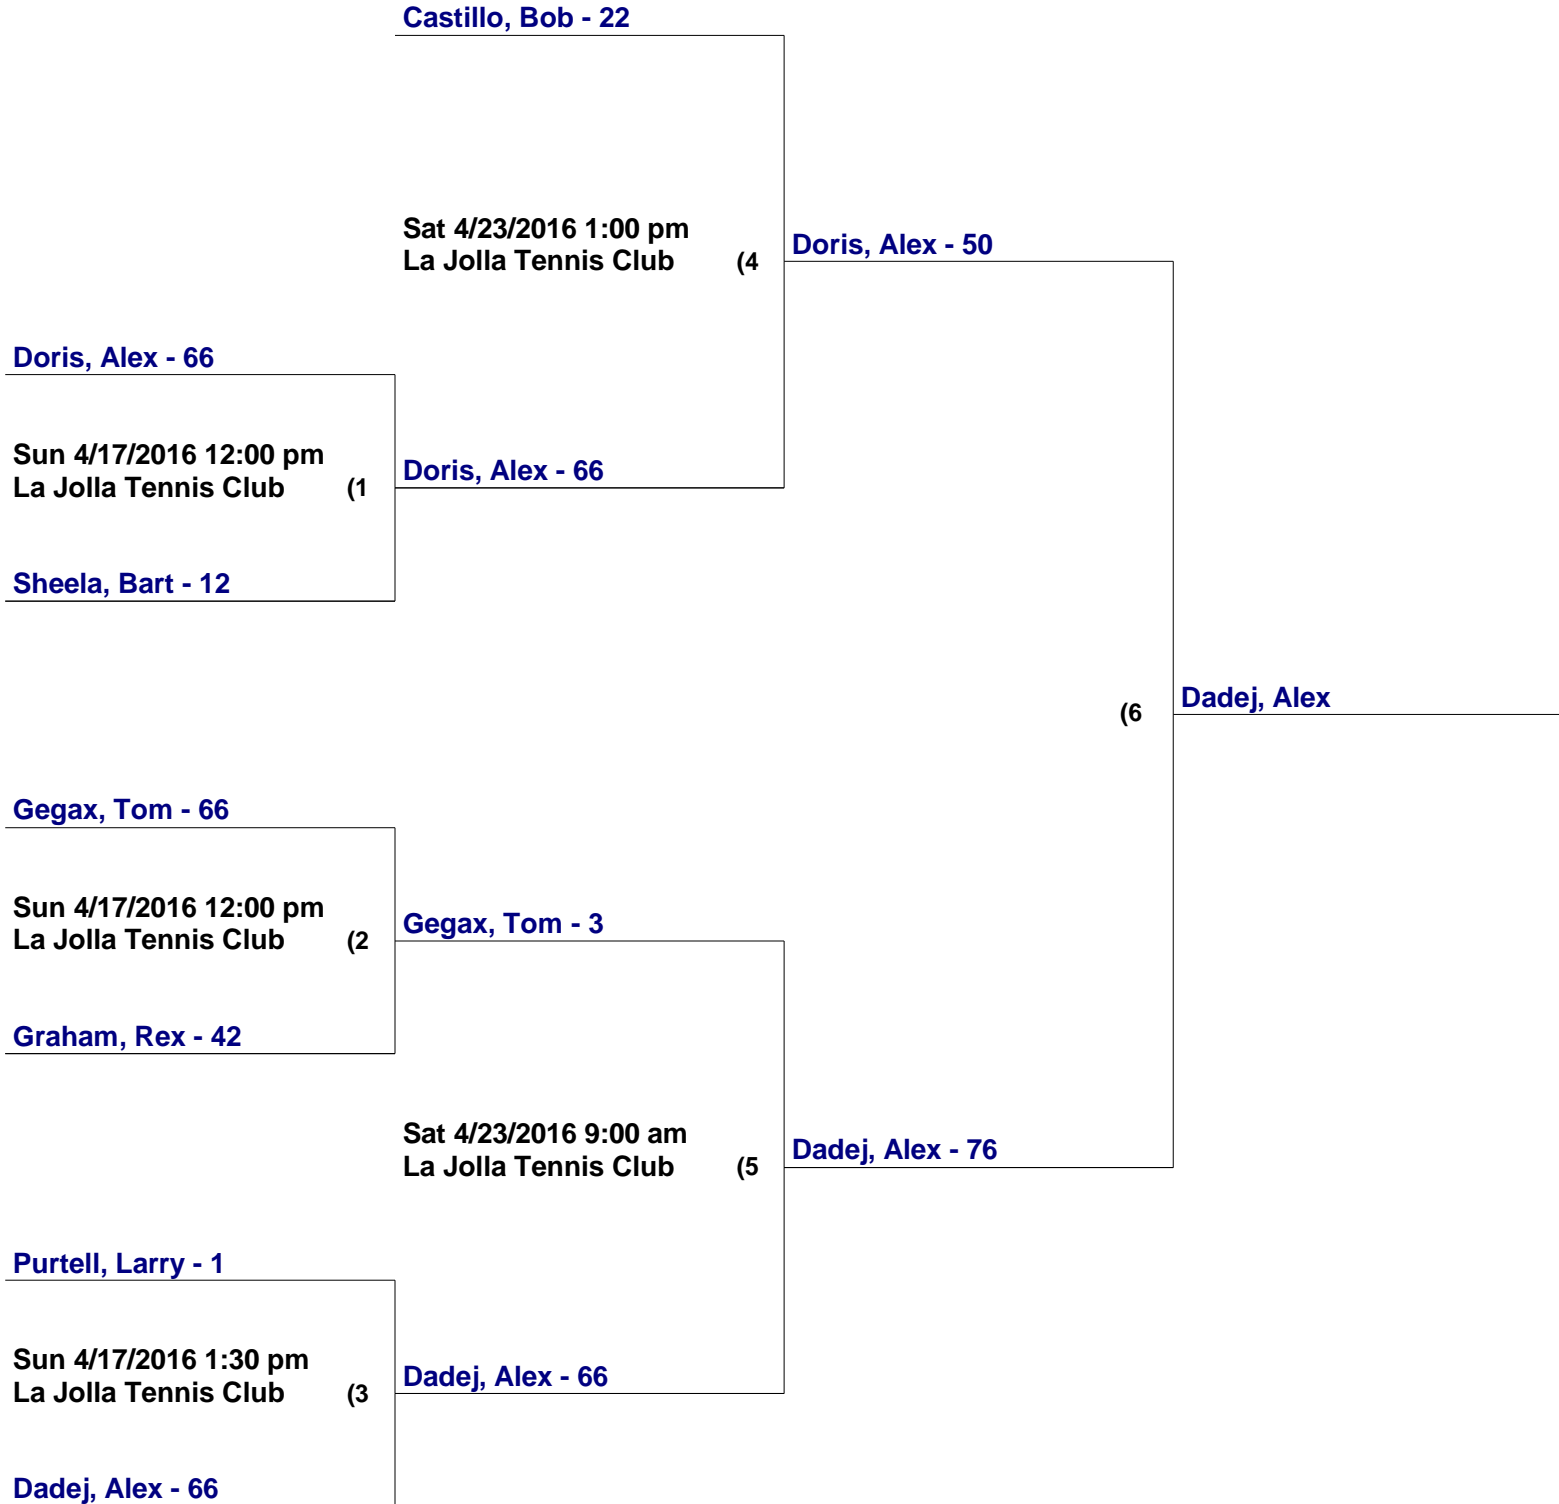 Castillo, Bob - 22
Sat 4/23/2016 1:00 pm
La Jolla Tennis Club (4
Doris, Alex - 50
Doris, Alex - 66
Sun 4/17/2016 12:00 pm
La Jolla Tennis Club (1
Doris, Alex - 66
Sheela, Bart - 12
(6
Dadej, Alex
Gegax, Tom - 66
Sun 4/17/2016 12:00 pm
La Jolla Tennis Club (2
Gegax, Tom - 3
Graham, Rex - 42
Sat 4/23/2016 9:00 am
La Jolla Tennis Club (5
Dadej, Alex - 76
Purtell, Larry - 1
Sun 4/17/2016 1:30 pm
La Jolla Tennis Club (3
Dadej, Alex - 66
Dadej, Alex - 66